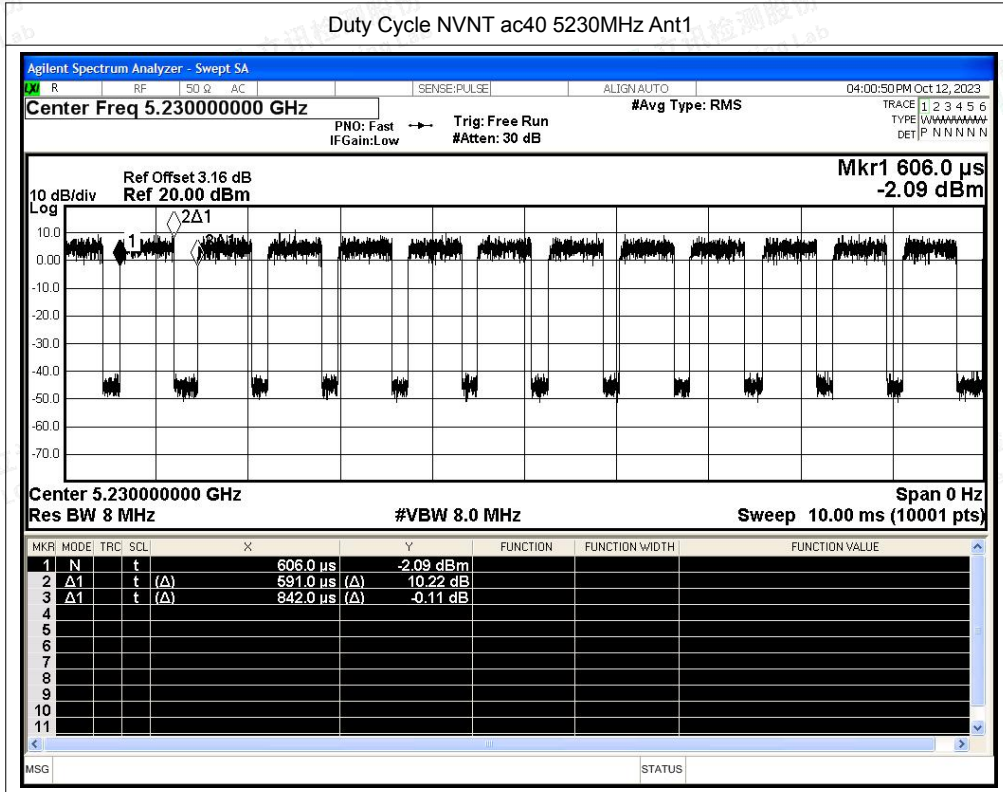 Duty Cycle NVNT ac40 5230MHz Ant1
Agilent Spectrum Analyzer - Swept SA
LXI R RF 50 Ω AC SENSE:PULSE ALIGN AUTO 04:00:50 PM Oct 12, 2023
Center Freq 5.230000000 GHz #Avg Type: RMS TRACE 1 2 3 4 5 6
PNO: Fast Trig: Free Run TYPE WWWWWW
IFGain:Low #Atten: 30 dB DET P N N N N N
Mkr1 606.0 µs
-2.09 dBm
Ref Offset 3.16 dB
10 dB/div Ref 20.00 dBm
Log
2Δ1
10.0
1
0.00
-10.0
-20.0
-30.0
-40.0
-50.0
-60.0
-70.0
Center 5.230000000 GHz Span 0 Hz
Res BW 8 MHz #VBW 8.0 MHz Sweep 10.00 ms (10001 pts)
MKR MODE TRC SCL X Y FUNCTION FUNCTION WIDTH FUNCTION VALUE
1 N t 606.0 µs -2.09 dBm
2 Δ1 t (Δ) 591.0 µs (Δ) 10.22 dB
3 Δ1 t (Δ) 842.0 µs (Δ) -0.11 dB
4
5
6
7
8
9
10
11
MSG STATUS